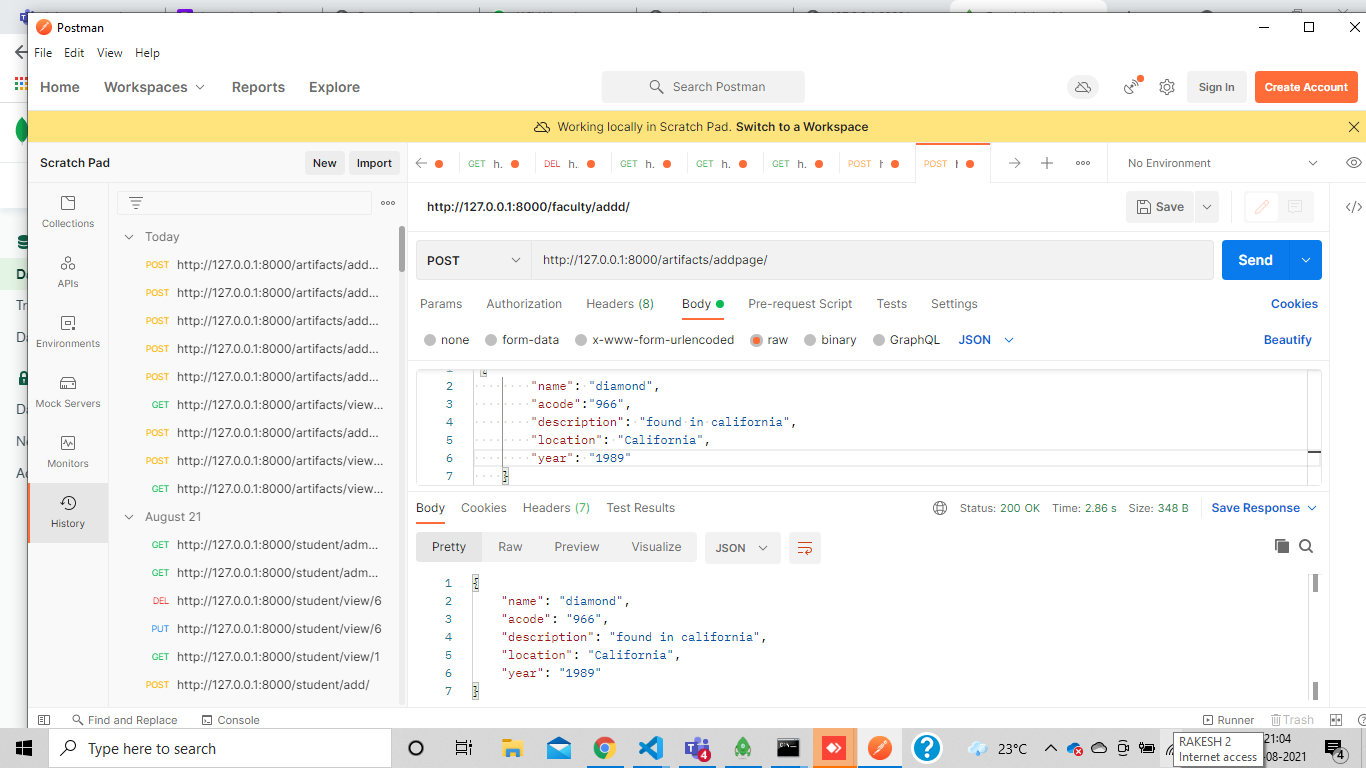 Postman
File Edit View Help
Home Workspaces Reports Explore Search Postman Sign In Create Account
Working locally in Scratch Pad. Switch to a Workspace
Scratch Pad New Import GET h. DEL h. GET h. GET h. GET h. POST POST No Environment
http://127.0.0.1:8000/faculty/addd/ Save
Collections
APIs
Environments
Mock Servers
Monitors
History
Today
POST http://127.0.0.1:8000/artifacts/add...
POST http://127.0.0.1:8000/artifacts/add...
POST http://127.0.0.1:8000/artifacts/add...
POST http://127.0.0.1:8000/artifacts/add...
POST http://127.0.0.1:8000/artifacts/add...
GET http://127.0.0.1:8000/artifacts/view...
POST http://127.0.0.1:8000/artifacts/add...
POST http://127.0.0.1:8000/artifacts/view...
GET http://127.0.0.1:8000/artifacts/view...
August 21
GET http://127.0.0.1:8000/student/adm...
GET http://127.0.0.1:8000/student/adm...
DEL http://127.0.0.1:8000/student/view/6
PUT http://127.0.0.1:8000/student/view/6
GET http://127.0.0.1:8000/student/view/1
POST http://127.0.0.1:8000/student/add/
POST http://127.0.0.1:8000/artifacts/addpage/ Send
Params Authorization Headers (8) Body Pre-request Script Tests Settings Cookies
none form-data x-www-form-urlencoded raw binary GraphQL JSON Beautify
2 "name": "diamond",
3 "acode":"966",
4 "description": "found in california",
5 "location": "California",
6 "year": "1989"
7 }
Body Cookies Headers (7) Test Results Status: 200 OK Time: 2.86 s Size: 348 B Save Response
Pretty Raw Preview Visualize JSON
1 {
2 "name": "diamond",
3 "acode": "966",
4 "description": "found in california",
5 "location": "California",
6 "year": "1989"
7 }
Find and Replace Console Runner Trash
Type here to search 4 23°C 21:04
-08-2021 4
RAKESH 2
Internet access